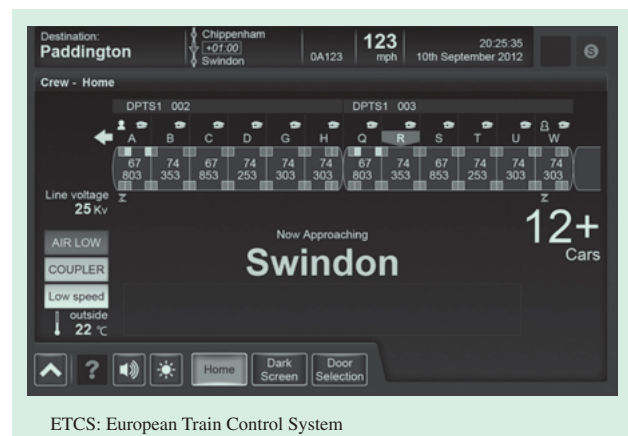 Destination:
Paddington
Chippenham
+01:00
Swindon
0A123
123
mph
20:25:35
10th September 2012
S
Crew - Home
DPTS1 002
DPTS1 003
A B C D G H Q R S T U W
67 74 67 74 74 74 67 74 67 74 74 74
803 353 853 253 303 303 803 353 853 253 303 303
Line voltage
25 Kv
Now Approaching
Swindon
12+
Cars
AIR LOW
COUPLER
Low speed
outside
22 °C
?
Home
Dark
Screen
Door
Selection
ETCS: European Train Control System